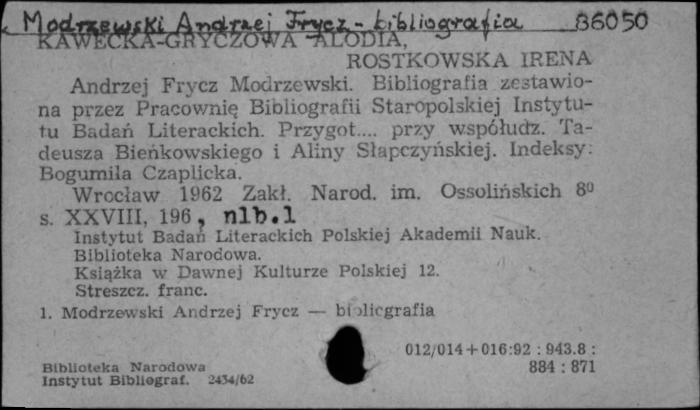 Modrzewski Andrzej Frycz - bibliografia 86050
KAWECKA-GRYCZOWA ALODIA,
ROSTKOWSKA IRENA
Andrzej Frycz Modrzewski. Bibliografia zestawio-
na przez Pracownię Bibliografii Staropolskiej Instytu-
tu Badań Literackich. Przygot.... przy współudz. Ta-
deusza Bieńkowskiego i Aliny Słapczyńskiej. Indeksy:
Bogumiła Czaplicka.
Wrocław 1962 Zakł. Narod. im. Ossolińskich 8⁰
s. XXVIII, 196, nlb.1
Instytut Badań Literackich Polskiej Akademii Nauk.
Biblioteka Narodowa.
Książka w Dawnej Kulturze Polskiej 12.
Streszcz. franc.
1. Modrzewski Andrzej Frycz — bibliografia
012/014+016:92 : 943.8 :
884 : 871
Biblioteka Narodowa
Instytut Bibliograf. 2434/62